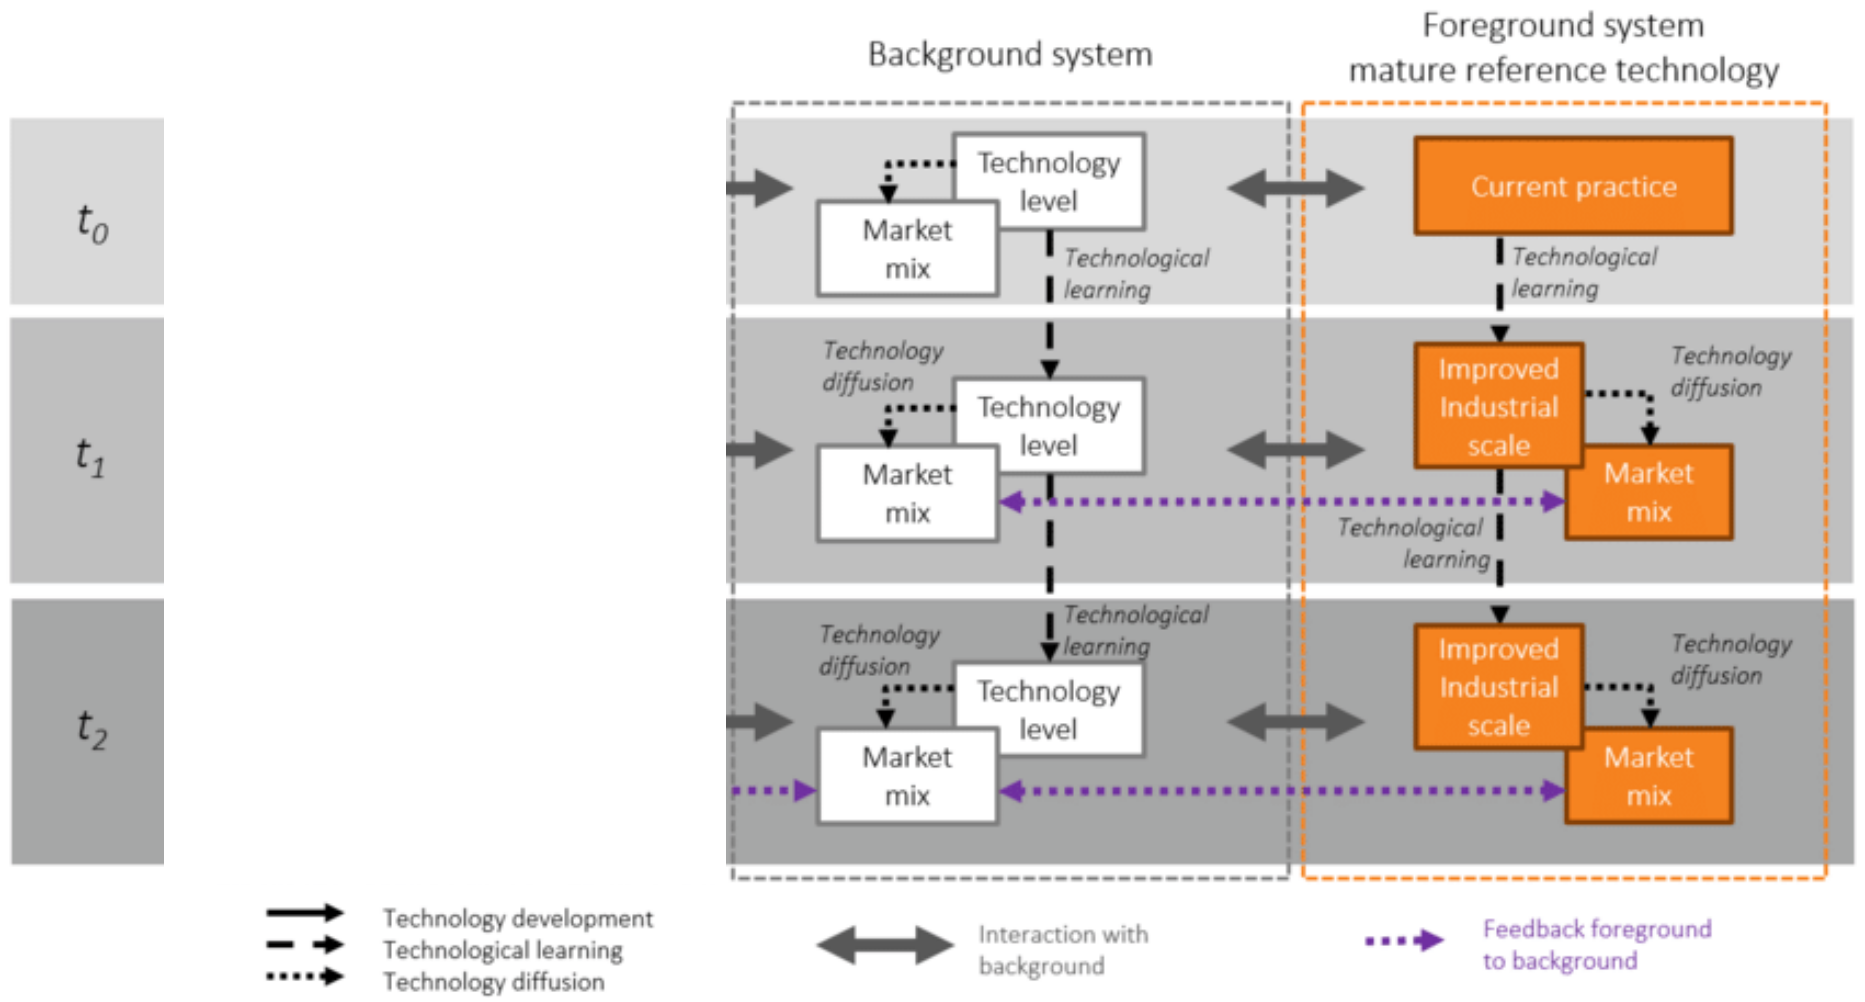 Background system
Foreground system
mature reference technology
t0
Technology
level
Market
mix
Technological
learning
Current practice
Technological
learning
t1
Technology
diffusion
Technology
level
Market
mix
Improved
Industrial
scale
Technology
diffusion
Market
mix
Technological
learning
t2
Technology
diffusion
Technological
learning
Technology
level
Market
mix
Improved
Industrial
scale
Technology
diffusion
Market
mix
Technology development
Technological learning
Technology diffusion
Interaction with
background
Feedback foreground
to background